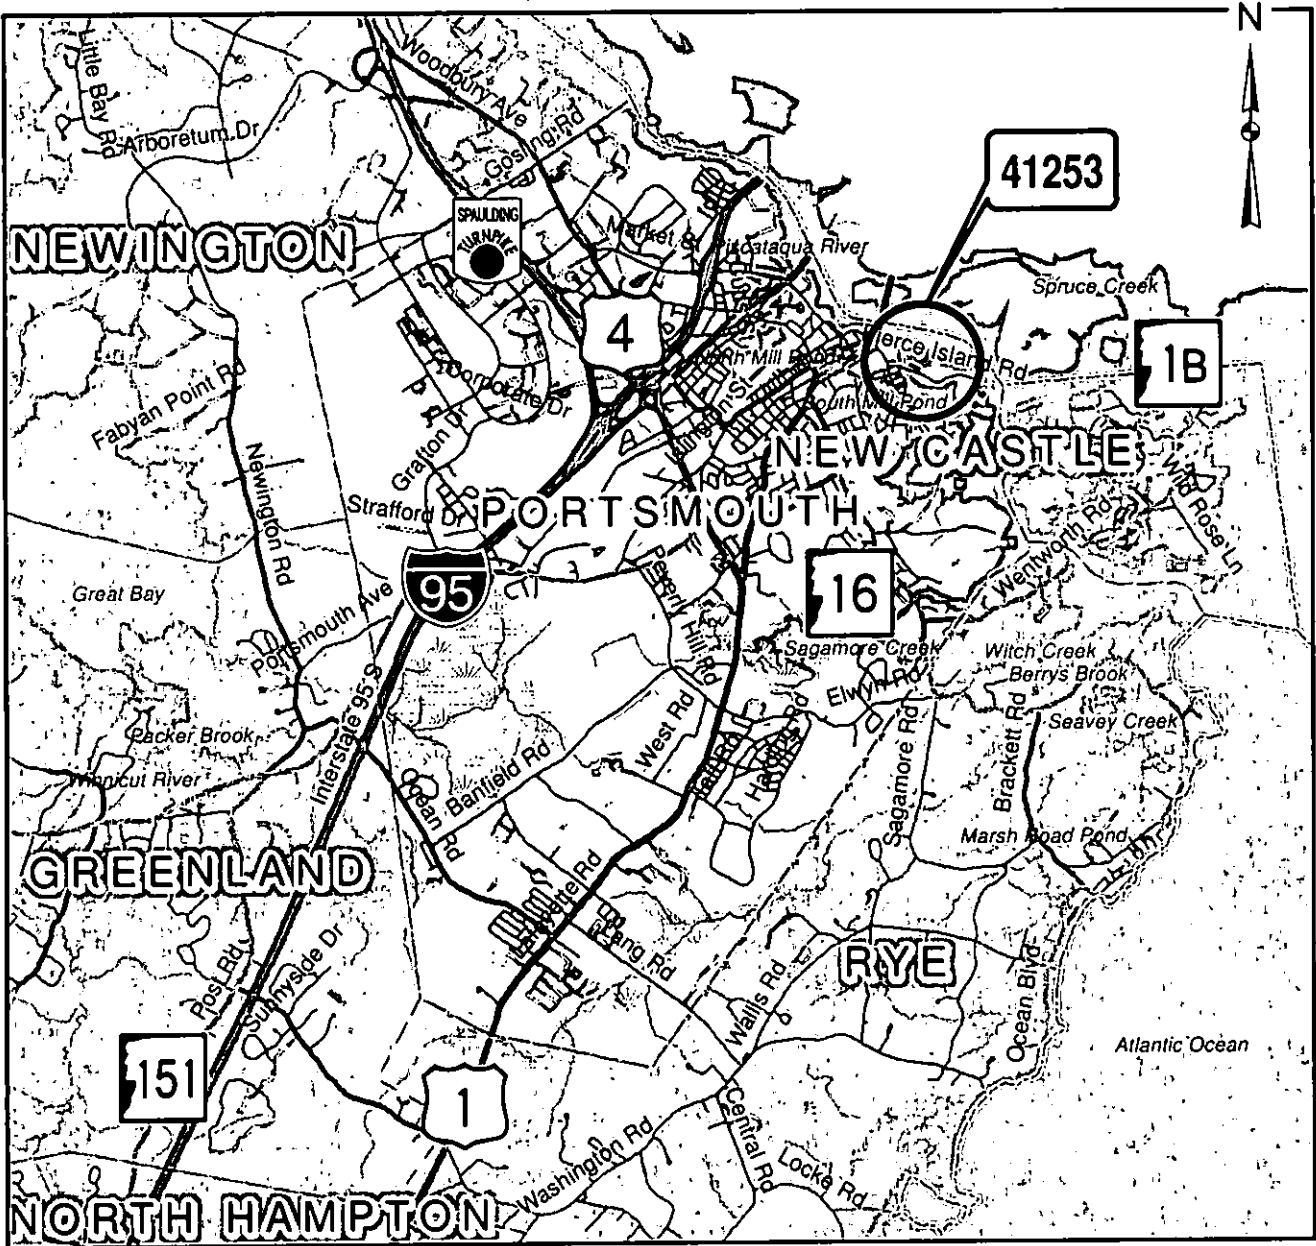 N
Little Bay Rd
Arboretum Dr
Woodbury Ave
Gosling Rd
41253
NEWINGTON
SPAULDING
TURNPIKE
Market St
Piscataqua River
Spruce Creek
4
1B
North Mill Pond
Pierce Island Rd
South Mill Pond
Corporate Dr
Fabyan Point Rd
Grafton Dr
Newington Rd
NEW CASTLE
Wild Rose Ln
Strafford Dr
PORTSMOUTH
Wentworth Rd
95
16
Great Bay
Portsmouth Ave
Peverly Hill Rd
Sagamore Creek
Witch Creek
Elwyn Rd
Berrys Brook
Interstate 95 S
West Rd
Seavey Creek
Packer Brook
Sagamore Rd
Brackett Rd
Winnicut River
Ocean Rd
Banfield Rd
Marsh Road Pond
GREENLAND
Lafayette Rd
Lang Rd
Post Rd
Sunnyside Dr
RYE
Wallis Rd
Ocean Blvd
151
Atlantic Ocean
1
Central Rd
Washington Rd
Locke Rd
NORTH HAMPTON